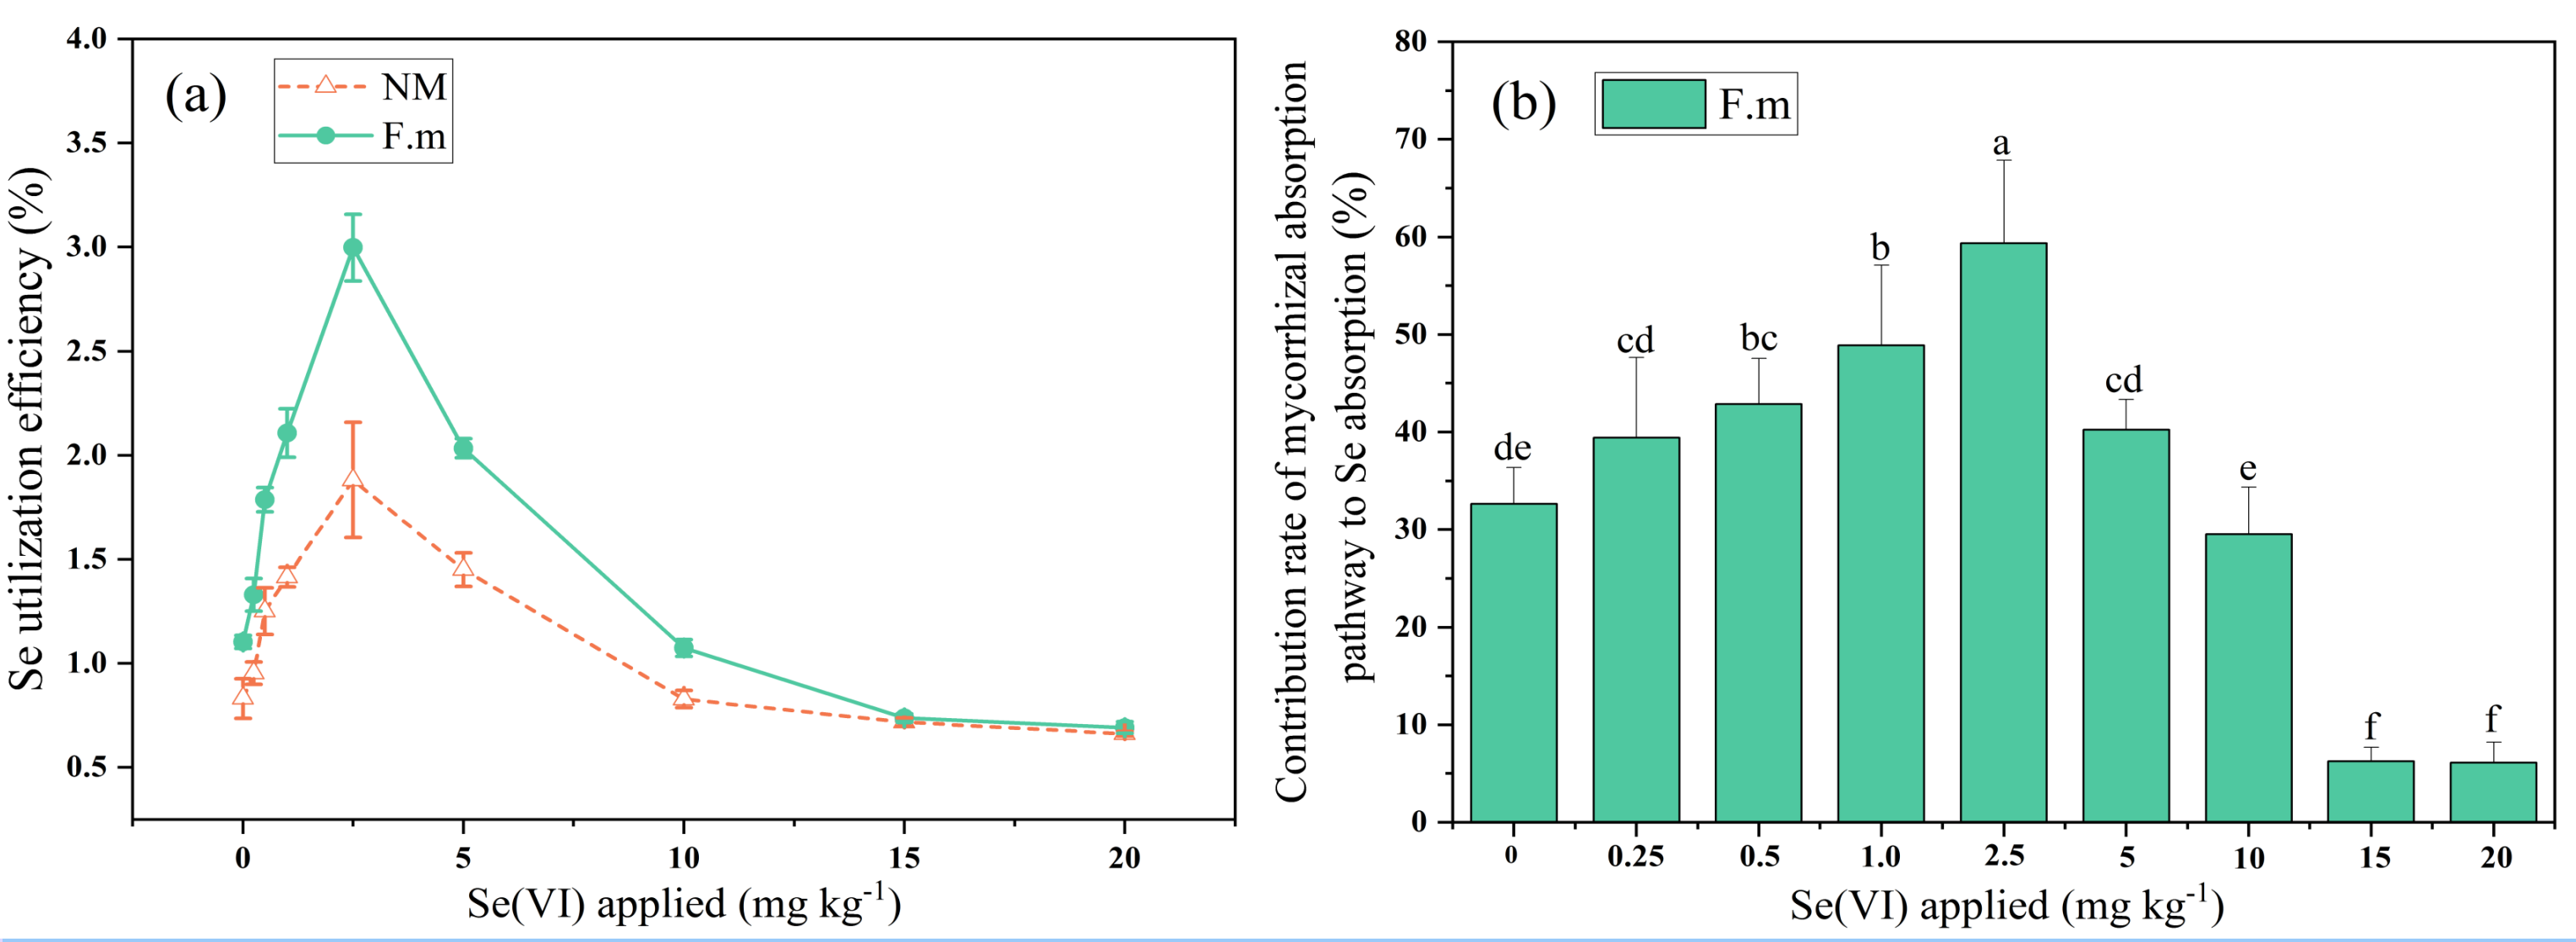 (a)
NM
F.m
Se utilization efficiency (%)
4.0
3.5
3.0
2.5
2.0
1.5
1.0
0.5
0 5 10 15 20
Se(VI) applied (mg kg⁻¹)
(b)
F.m
Contribution rate of mycorrhizal absorption
pathway to Se absorption (%)
80
70
60
50
40
30
20
10
0
de cd bc b a cd e f f
0 0.25 0.5 1.0 2.5 5 10 15 20
Se(VI) applied (mg kg⁻¹)